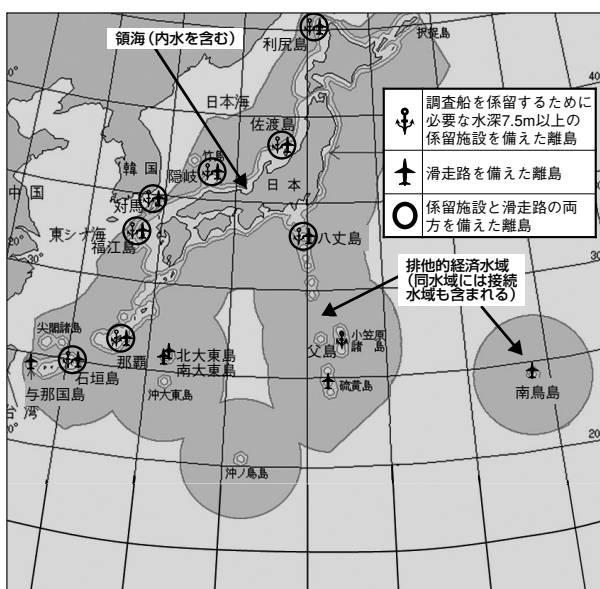 利尻島
択捉島
領海（内水を含む）
40°
日本海
佐渡島
調査船を係留するために
必要な水深7.5m以上の
係留施設を備えた離島
滑走路を備えた離島
係留施設と滑走路の両
方を備えた離島
竹島
隠岐
韓国
日本
中国
対馬
東シナ海
福江島
八丈島
排他的経済水域
（同水域には接続
水域も含まれる）
30°
尖閣諸島
那覇
北大東島
南大東島
父島
小笠原
諸島
石垣島
与那国島
沖大東島
硫黄島
南鳥島
台湾
20°
沖ノ鳥島